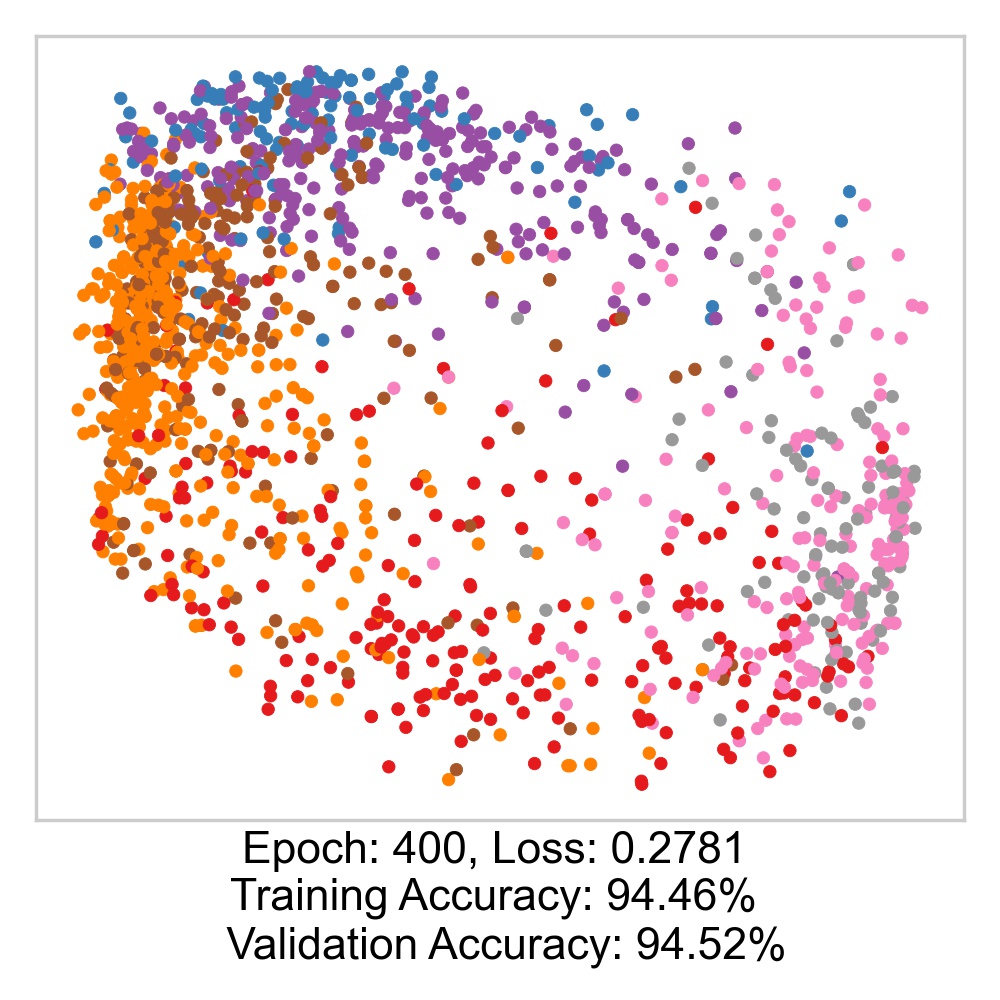 Epoch: 400, Loss: 0.2781
Training Accuracy: 94.46%
Validation Accuracy: 94.52%